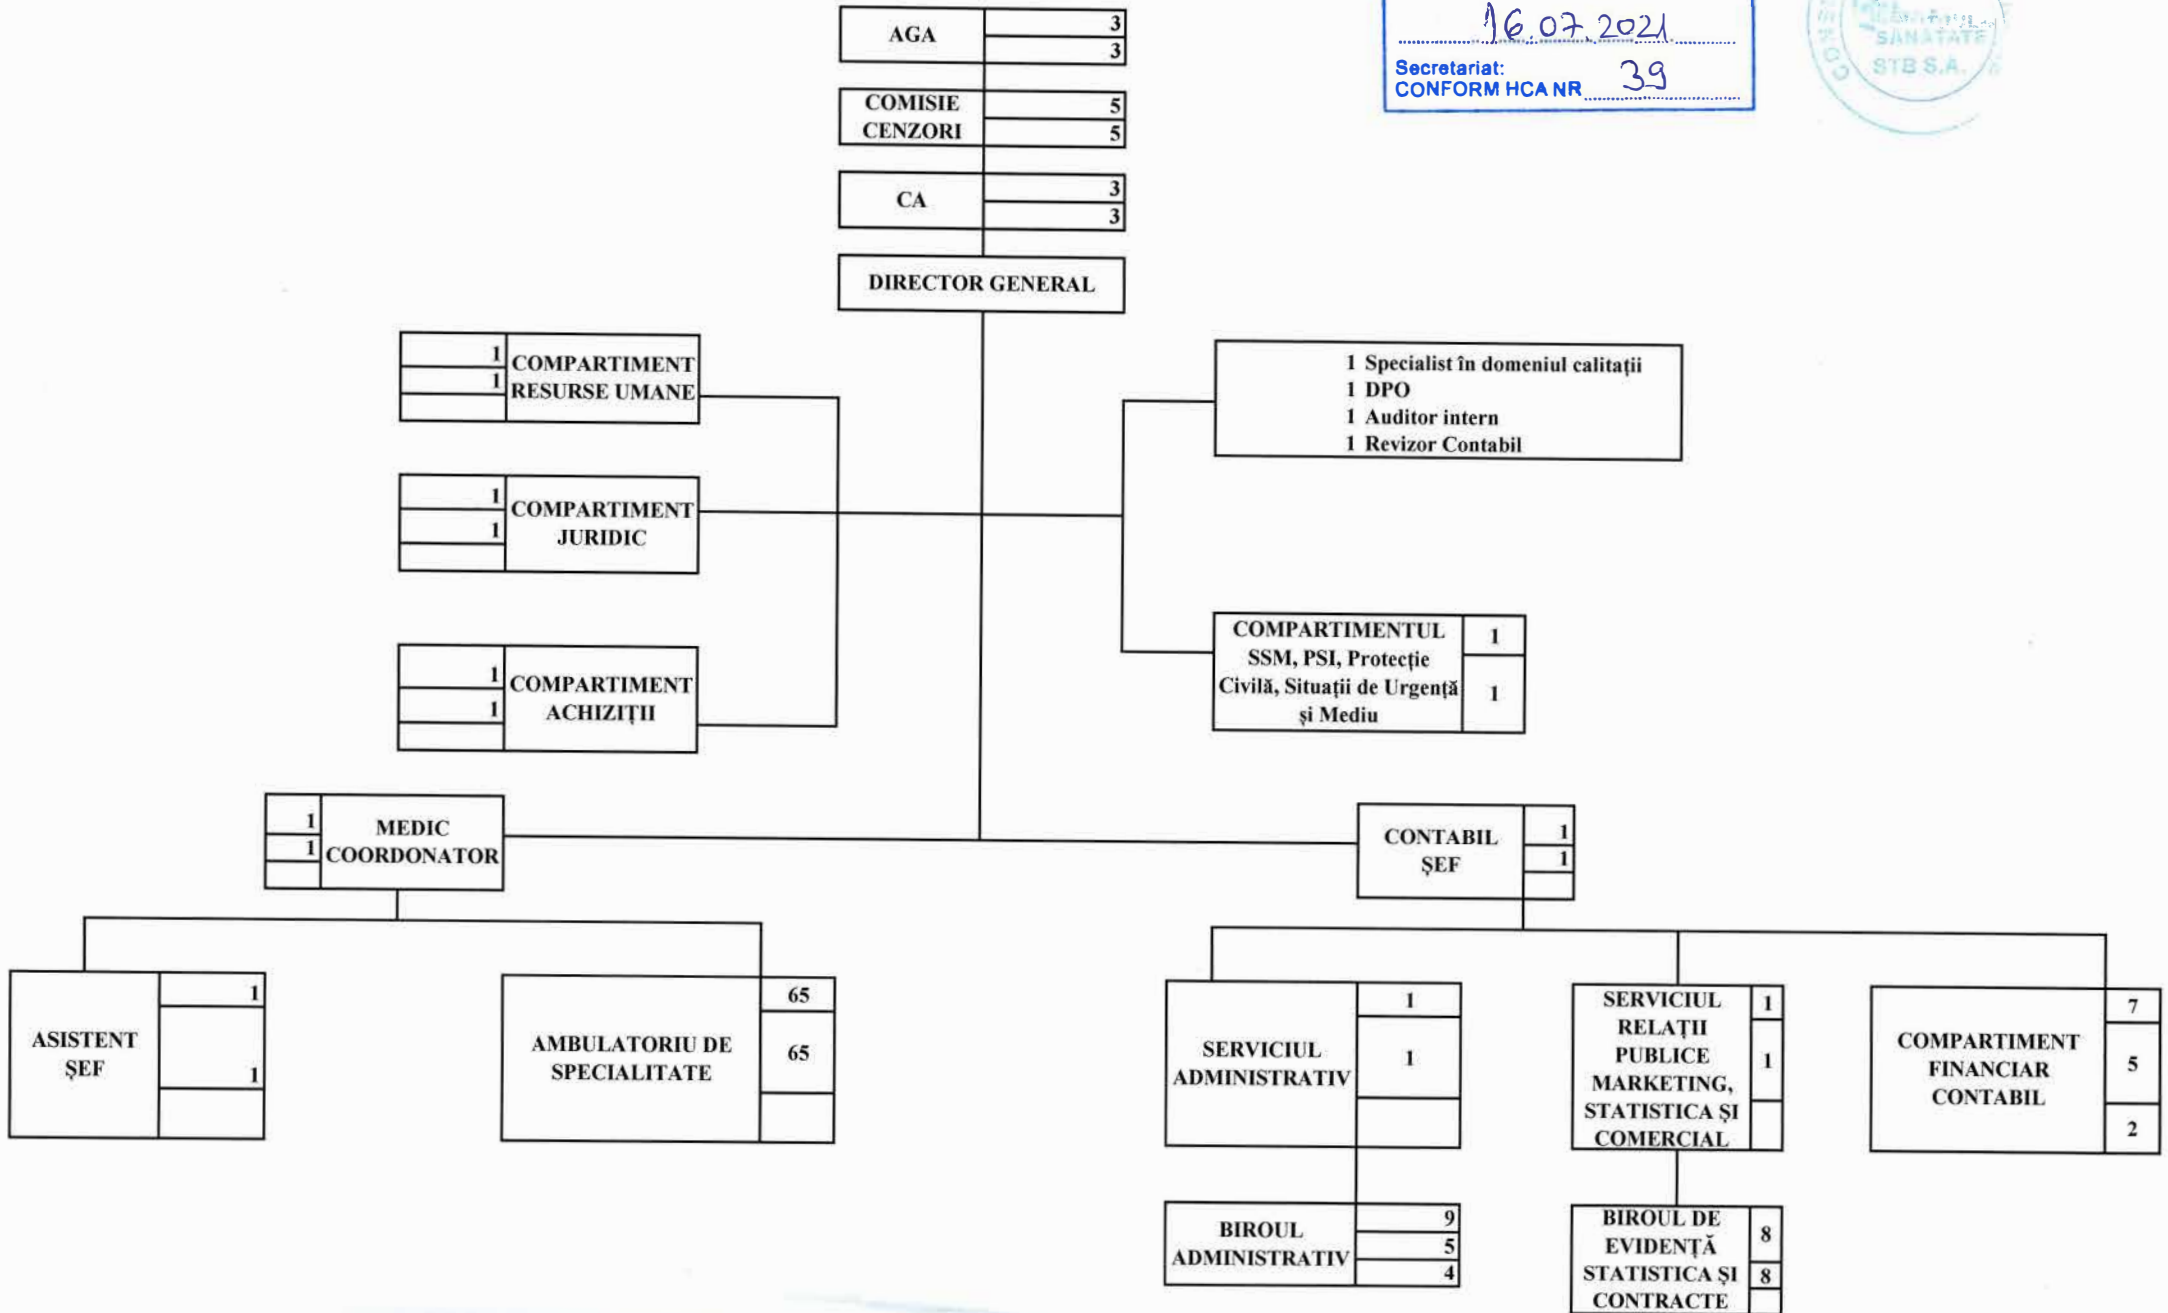 AGA
3
3
16.07.2021
Secretariat:
CONFORM HCA NR 39
SANATATE
STB S.A.
COMISIE
CENZORI
5
5
CA
3
3
DIRECTOR GENERAL
1
1
COMPARTIMENT
RESURSE UMANE
1 Specialist în domeniul calitații
1 DPO
1 Auditor intern
1 Revizor Contabil
1
1
COMPARTIMENT
JURIDIC
COMPARTIMENTUL
SSM, PSI, Protecție
Civilă, Situații de Urgență
și Mediu
1
1
1
1
COMPARTIMENT
ACHIZIȚII
1
1
MEDIC
COORDONATOR
CONTABIL
ȘEF
1
1
ASISTENT
ȘEF
1
1
AMBULATORIU DE
SPECIALITATE
65
65
SERVICIUL
ADMINISTRATIV
1
1
SERVICIUL
RELAȚII
PUBLICE
MARKETING,
STATISTICA ȘI
COMERCIAL
1
1
COMPARTIMENT
FINANCIAR
CONTABIL
7
5
2
BIROUL
ADMINISTRATIV
9
5
4
BIROUL DE
EVIDENȚĂ
STATISTICA ȘI
CONTRACTE
8
8